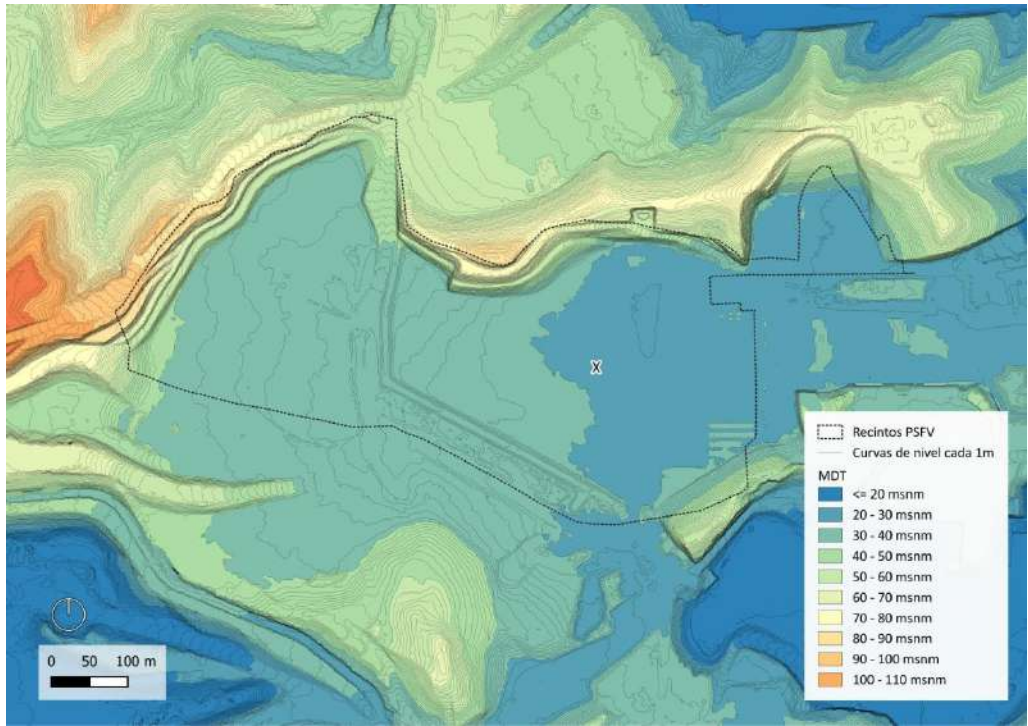 X
Recintos PSFV
Curvas de nivel cada 1m
MDT
<= 20 msnm
20 - 30 msnm
30 - 40 msnm
40 - 50 msnm
50 - 60 msnm
60 - 70 msnm
70 - 80 msnm
80 - 90 msnm
90 - 100 msnm
100 - 110 msnm
0 50 100 m